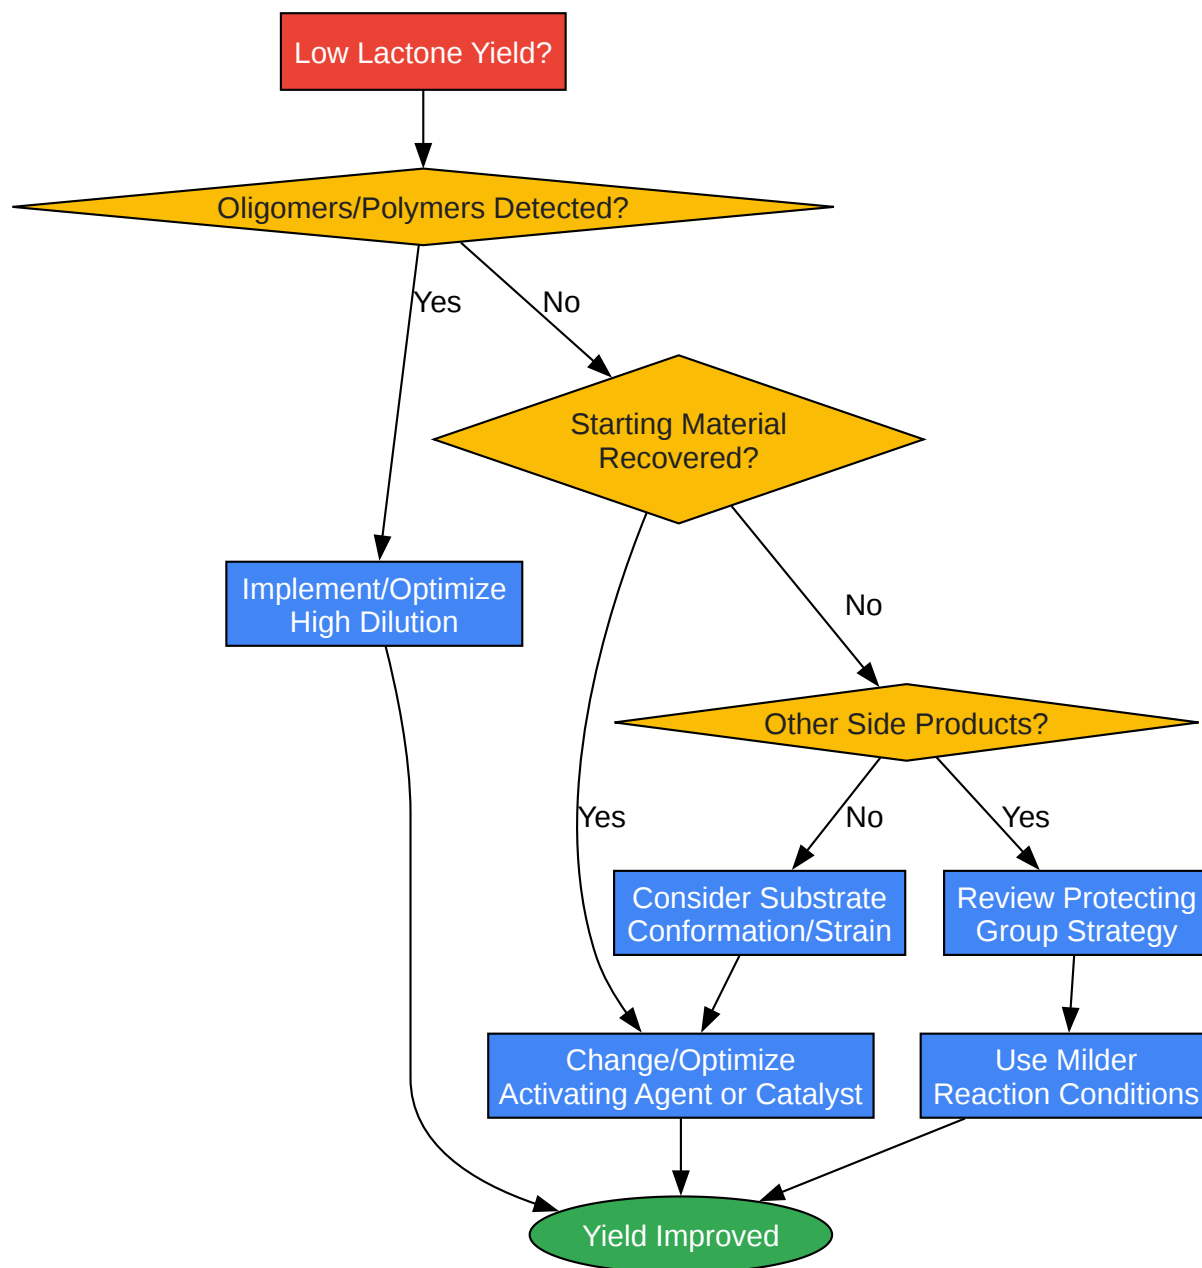 Low Lactone Yield?
Oligomers/Polymers Detected?
Yes
No
Starting Material
Recovered?
Implement/Optimize
High Dilution
No
Other Side Products?
Yes
No
Yes
Consider Substrate
Conformation/Strain
Review Protecting
Group Strategy
Change/Optimize
Activating Agent or Catalyst
Use Milder
Reaction Conditions
Yield Improved